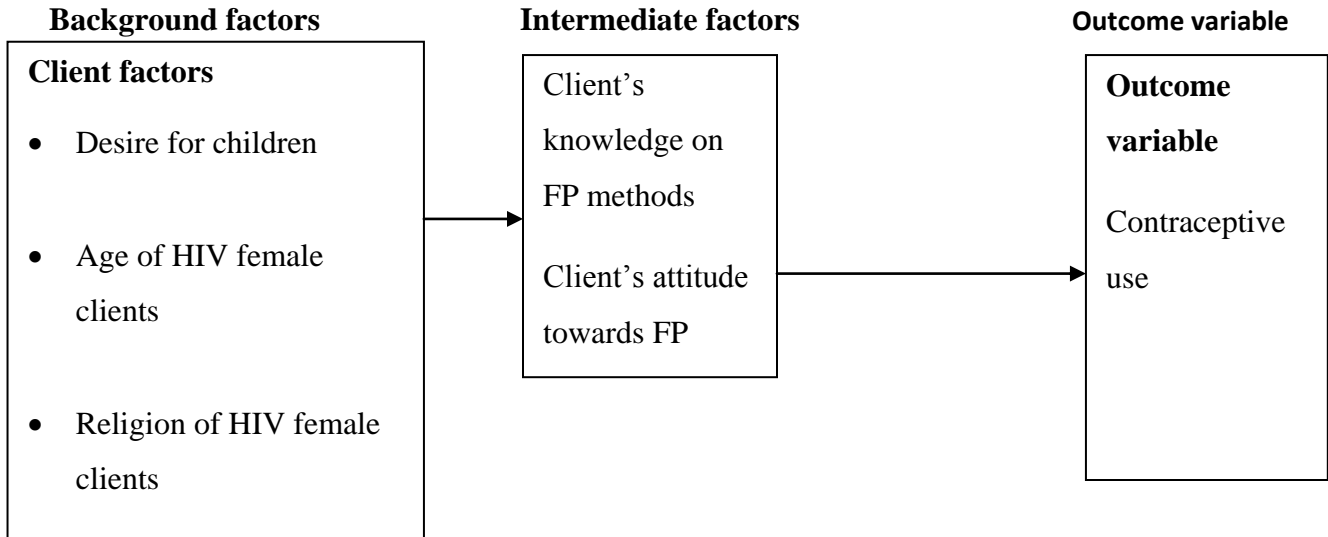 Background factors
Intermediate factors
Outcome variable
Client factors
• Desire for children
• Age of HIV female
clients
• Religion of HIV female
clients
Client’s
knowledge on
FP methods
Client’s attitude
towards FP
Outcome
variable
Contraceptive
use